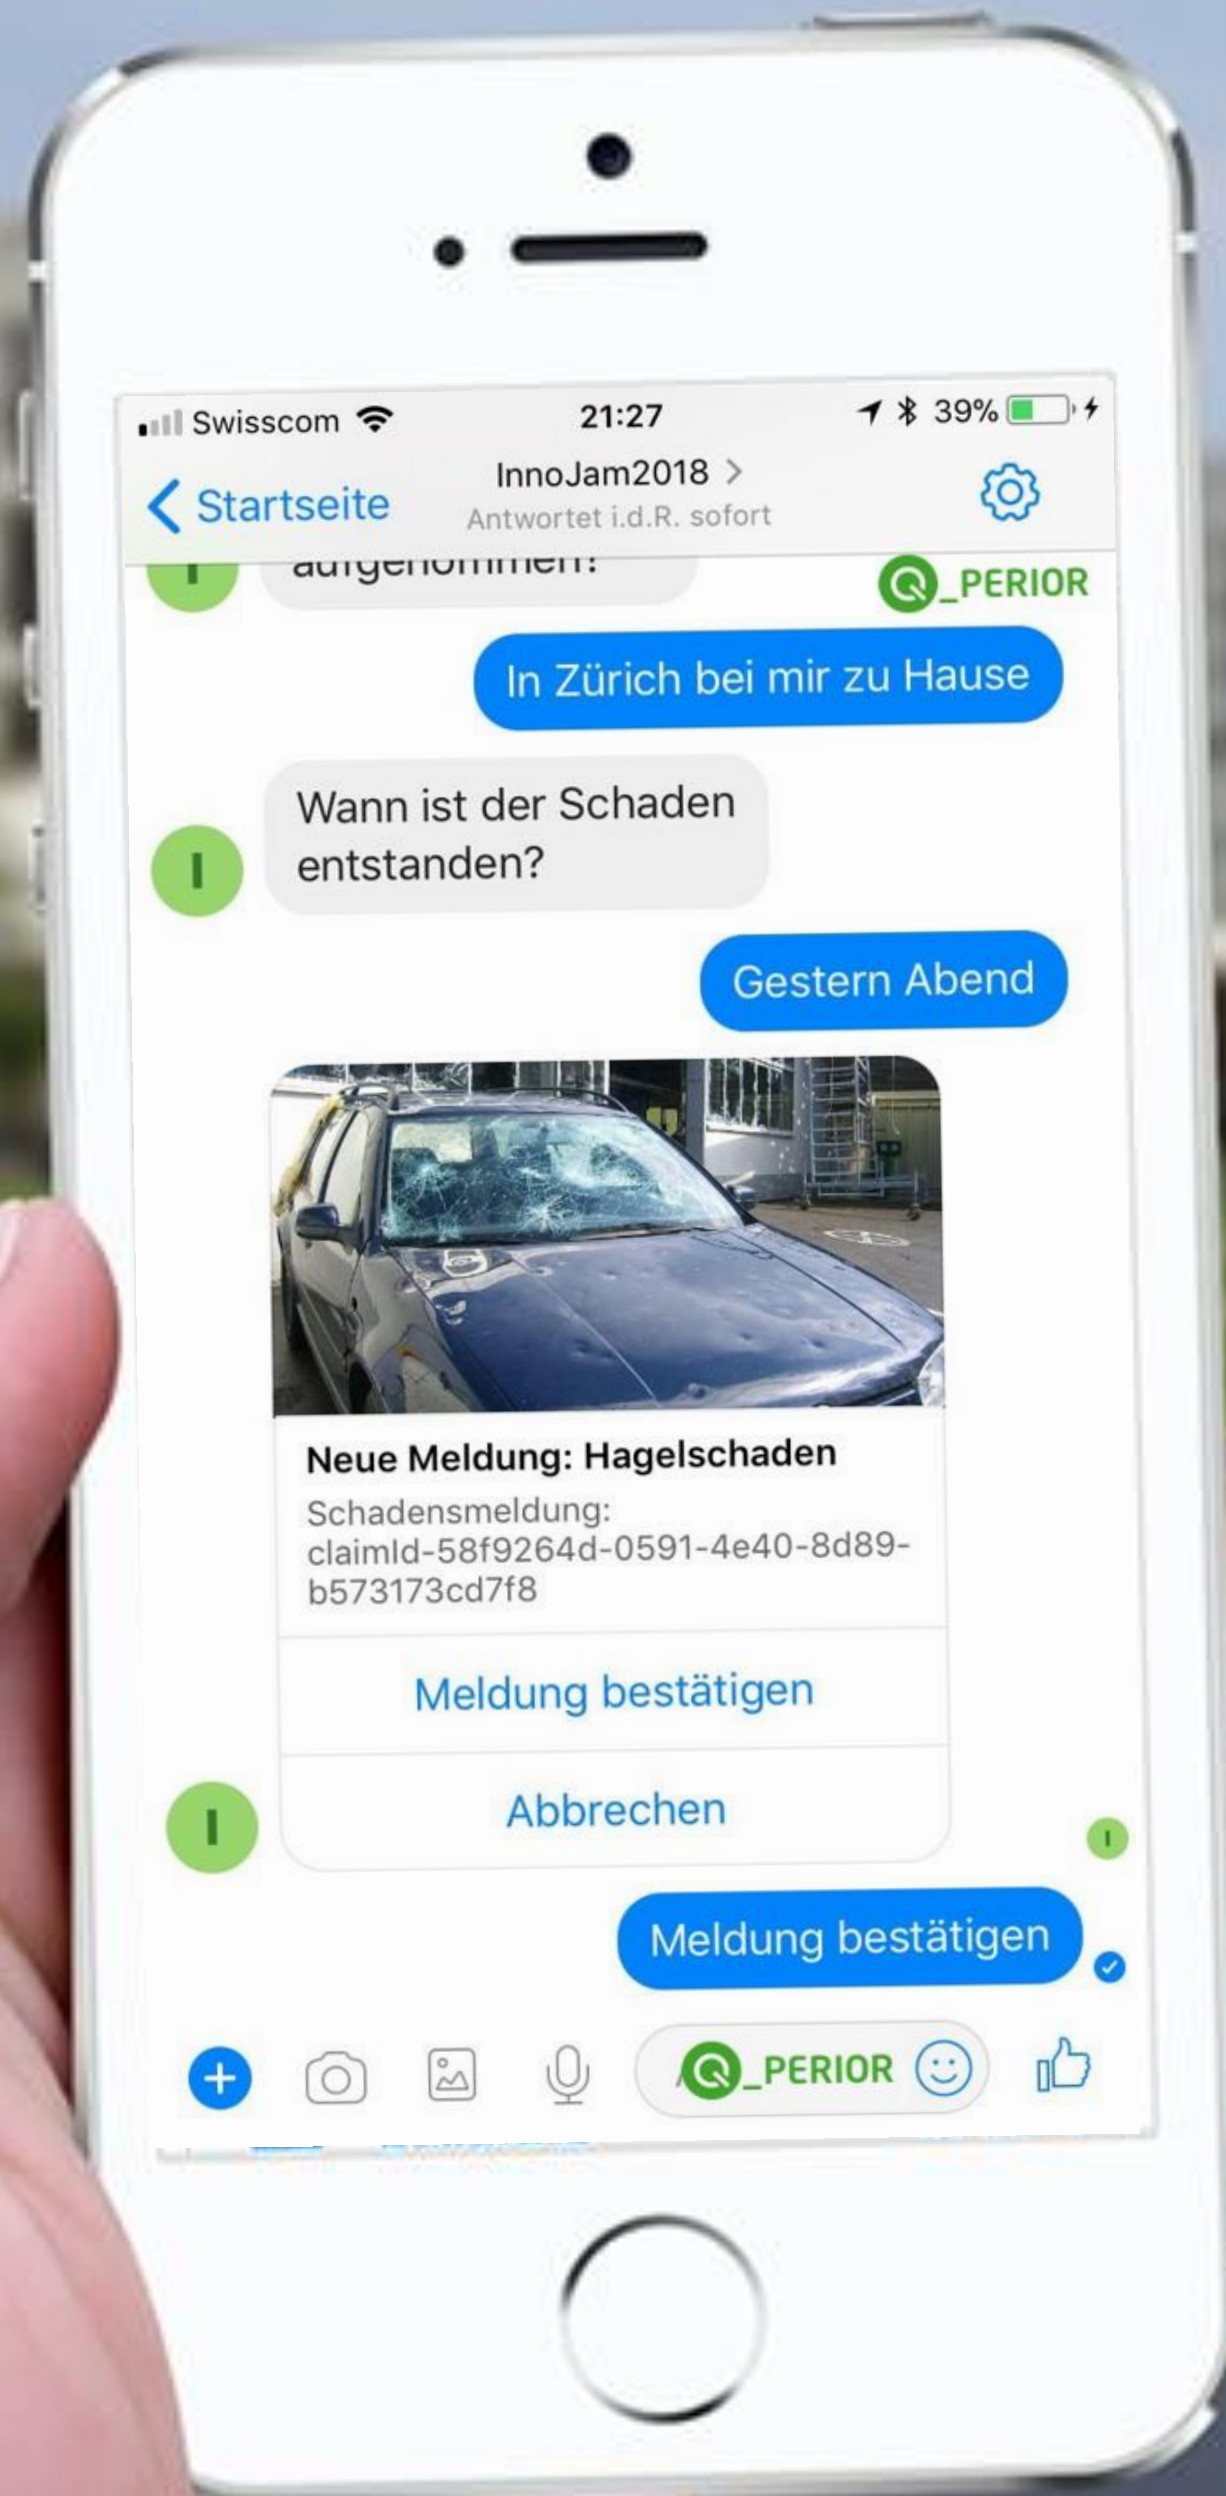 Swisscom
21:27
39%
Startseite
InnoJam2018
Antwortet i.d.R. sofort
aufgenommen?
Q_PERIOR
In Zürich bei mir zu Hause
Wann ist der Schaden
entstanden?
I
Gestern Abend
Neue Meldung: Hagelschaden
Schadensmeldung:
claimId-58f9264d-0591-4e40-8d89-
b573173cd7f8
Meldung bestätigen
Abbrechen
I
I
Meldung bestätigen
Q_PERIOR